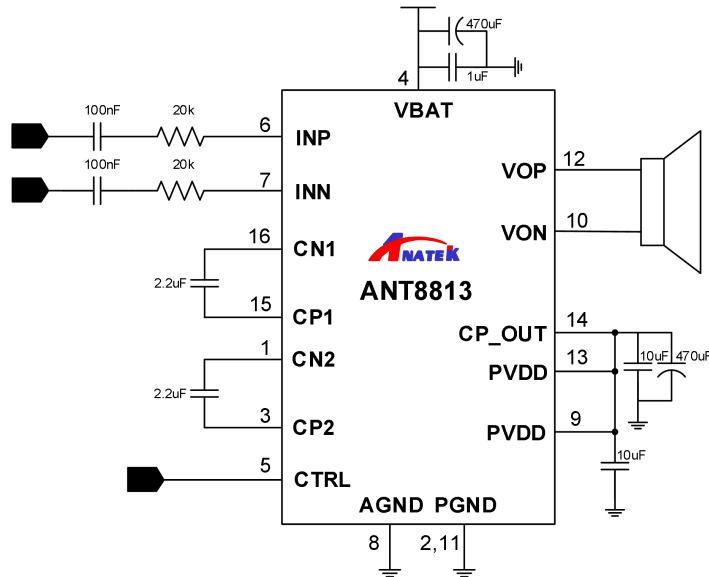 470uF
1uF
4
VBAT
100nF 20k
6 INP
100nF 20k
7 INN
12 VOP
10 VON
16 CN1
2.2uF
15 CP1
ANATEK
ANT8813
1 CN2
2.2uF
3 CP2
CP_OUT 14
PVDD 13
10uF 470uF
PVDD 9
10uF
5 CTRL
AGND PGND
8 2,11